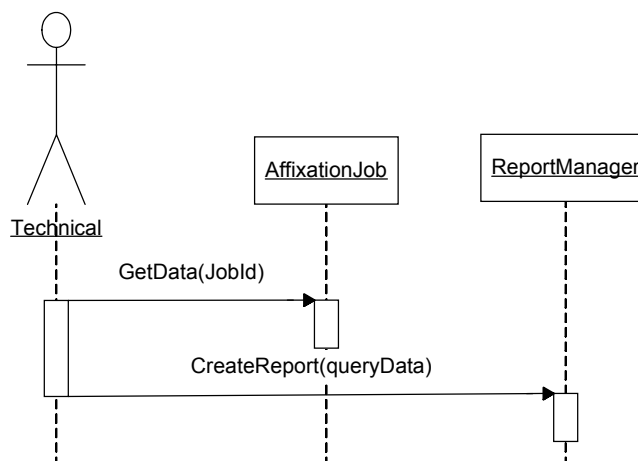 AffixationJob
ReportManager
Technical
GetData(JobId)
CreateReport(queryData)